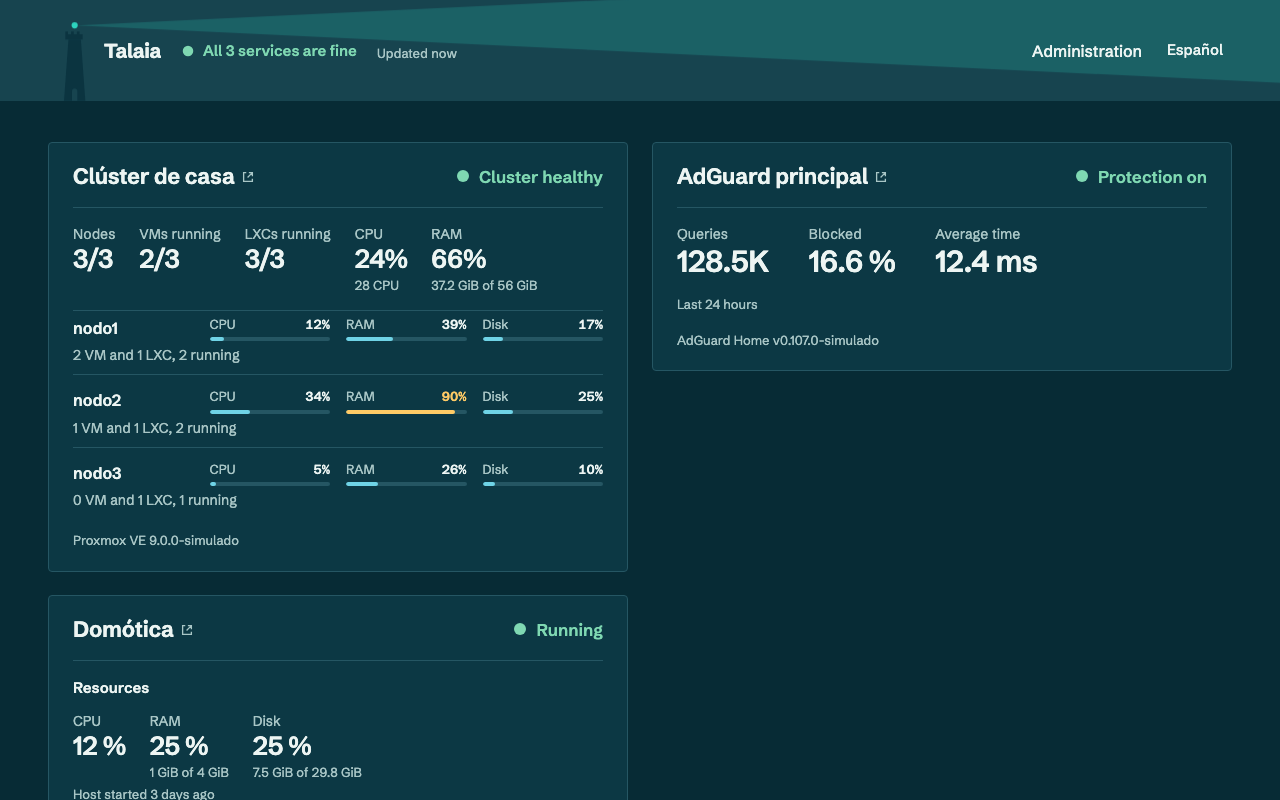 Talaia
All 3 services are fine
Updated now
Administration
Español
Clúster de casa
Cluster healthy
Nodes VMs running LXCs running CPU RAM
3/3 2/3 3/3 24% 66%
28 CPU 37.2 GiB of 56 GiB
nodo1 CPU 12% RAM 39% Disk 17%
2 VM and 1 LXC, 2 running
nodo2 CPU 34% RAM 90% Disk 25%
1 VM and 1 LXC, 2 running
nodo3 CPU 5% RAM 26% Disk 10%
0 VM and 1 LXC, 1 running
Proxmox VE 9.0.0-simulado
AdGuard principal
Protection on
Queries Blocked Average time
128.5K 16.6 % 12.4 ms
Last 24 hours
AdGuard Home v0.107.0-simulado
Domótica
Running
Resources
CPU RAM Disk
12 % 25 % 25 %
1 GiB of 4 GiB 7.5 GiB of 29.8 GiB
Host started 3 days ago